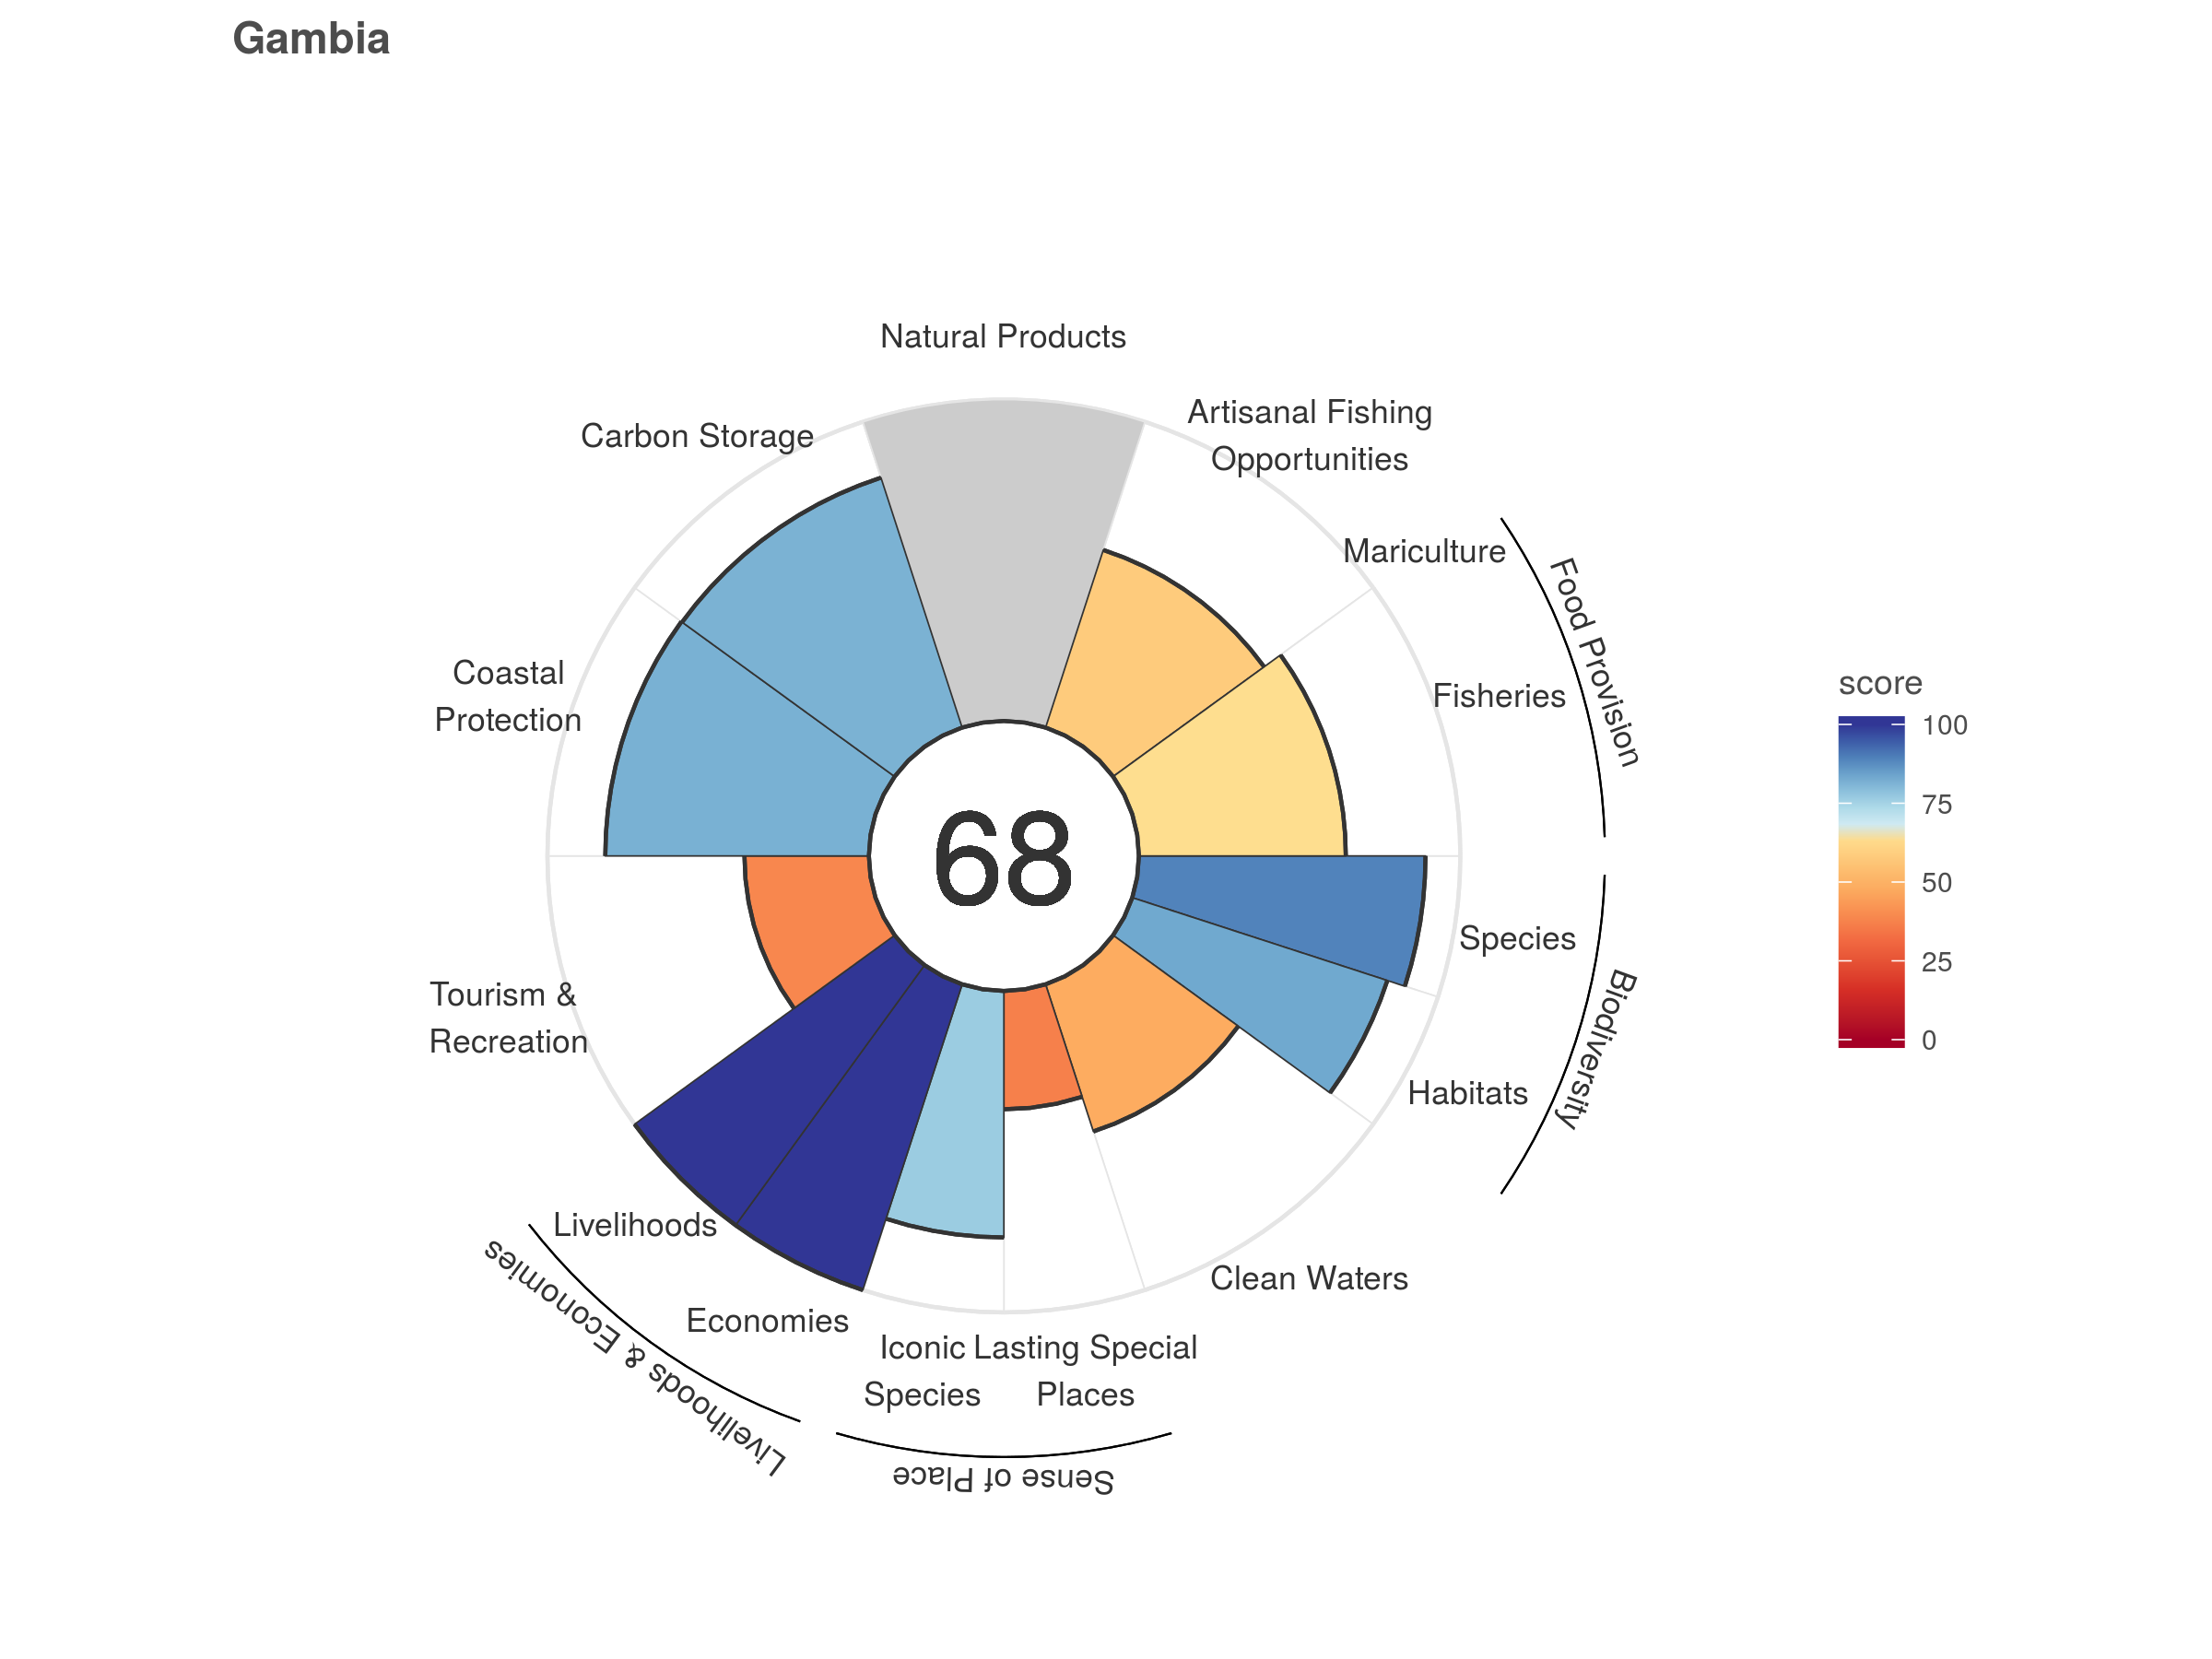 Gambia
Natural Products
Artisanal Fishing
Opportunities
Carbon Storage
Mariculture
Food Provision
Fisheries
Coastal
Protection
68
score
100
75
50
25
0
Species
Biodiversity
Habitats
Tourism &
Recreation
Livelihoods
Livelihoods & Economies
Economies
Clean Waters
Iconic
Species
Lasting Special
Places
Sense of Place